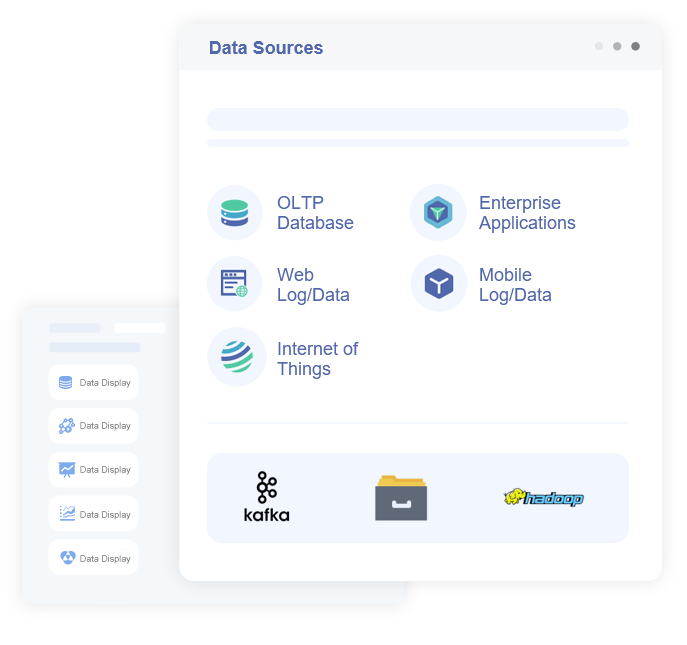 Data Sources
OLTP
Database
Enterprise
Applications
Web
Log/Data
Mobile
Log/Data
Internet of
Things
kafka
hadoop
Data Display
Data Display
Data Display
Data Display
Data Display